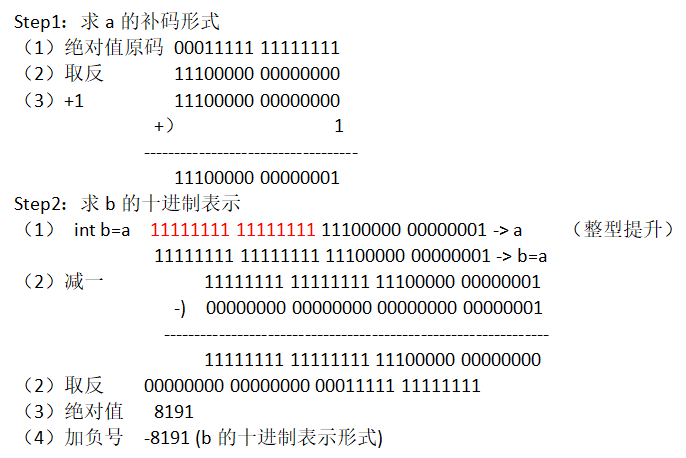 Step1：求 a 的补码形式
（1）绝对值原码 00011111 11111111
（2）取反 11100000 00000000
（3）+1 11100000 00000000
+） 1
-----------------------------------
11100000 00000001
Step2：求 b 的十进制表示
（1） int b=a 11111111 11111111 11100000 00000001 -> a （整型提升）
11111111 11111111 11100000 00000001 -> b=a
（2）减一 11111111 11111111 11100000 00000001
-) 00000000 00000000 00000000 00000001
----------------------------------------------------------------
11111111 11111111 11100000 00000000
（2）取反 00000000 00000000 00011111 11111111
（3）绝对值 8191
（4）加负号 -8191 (b 的十进制表示形式)